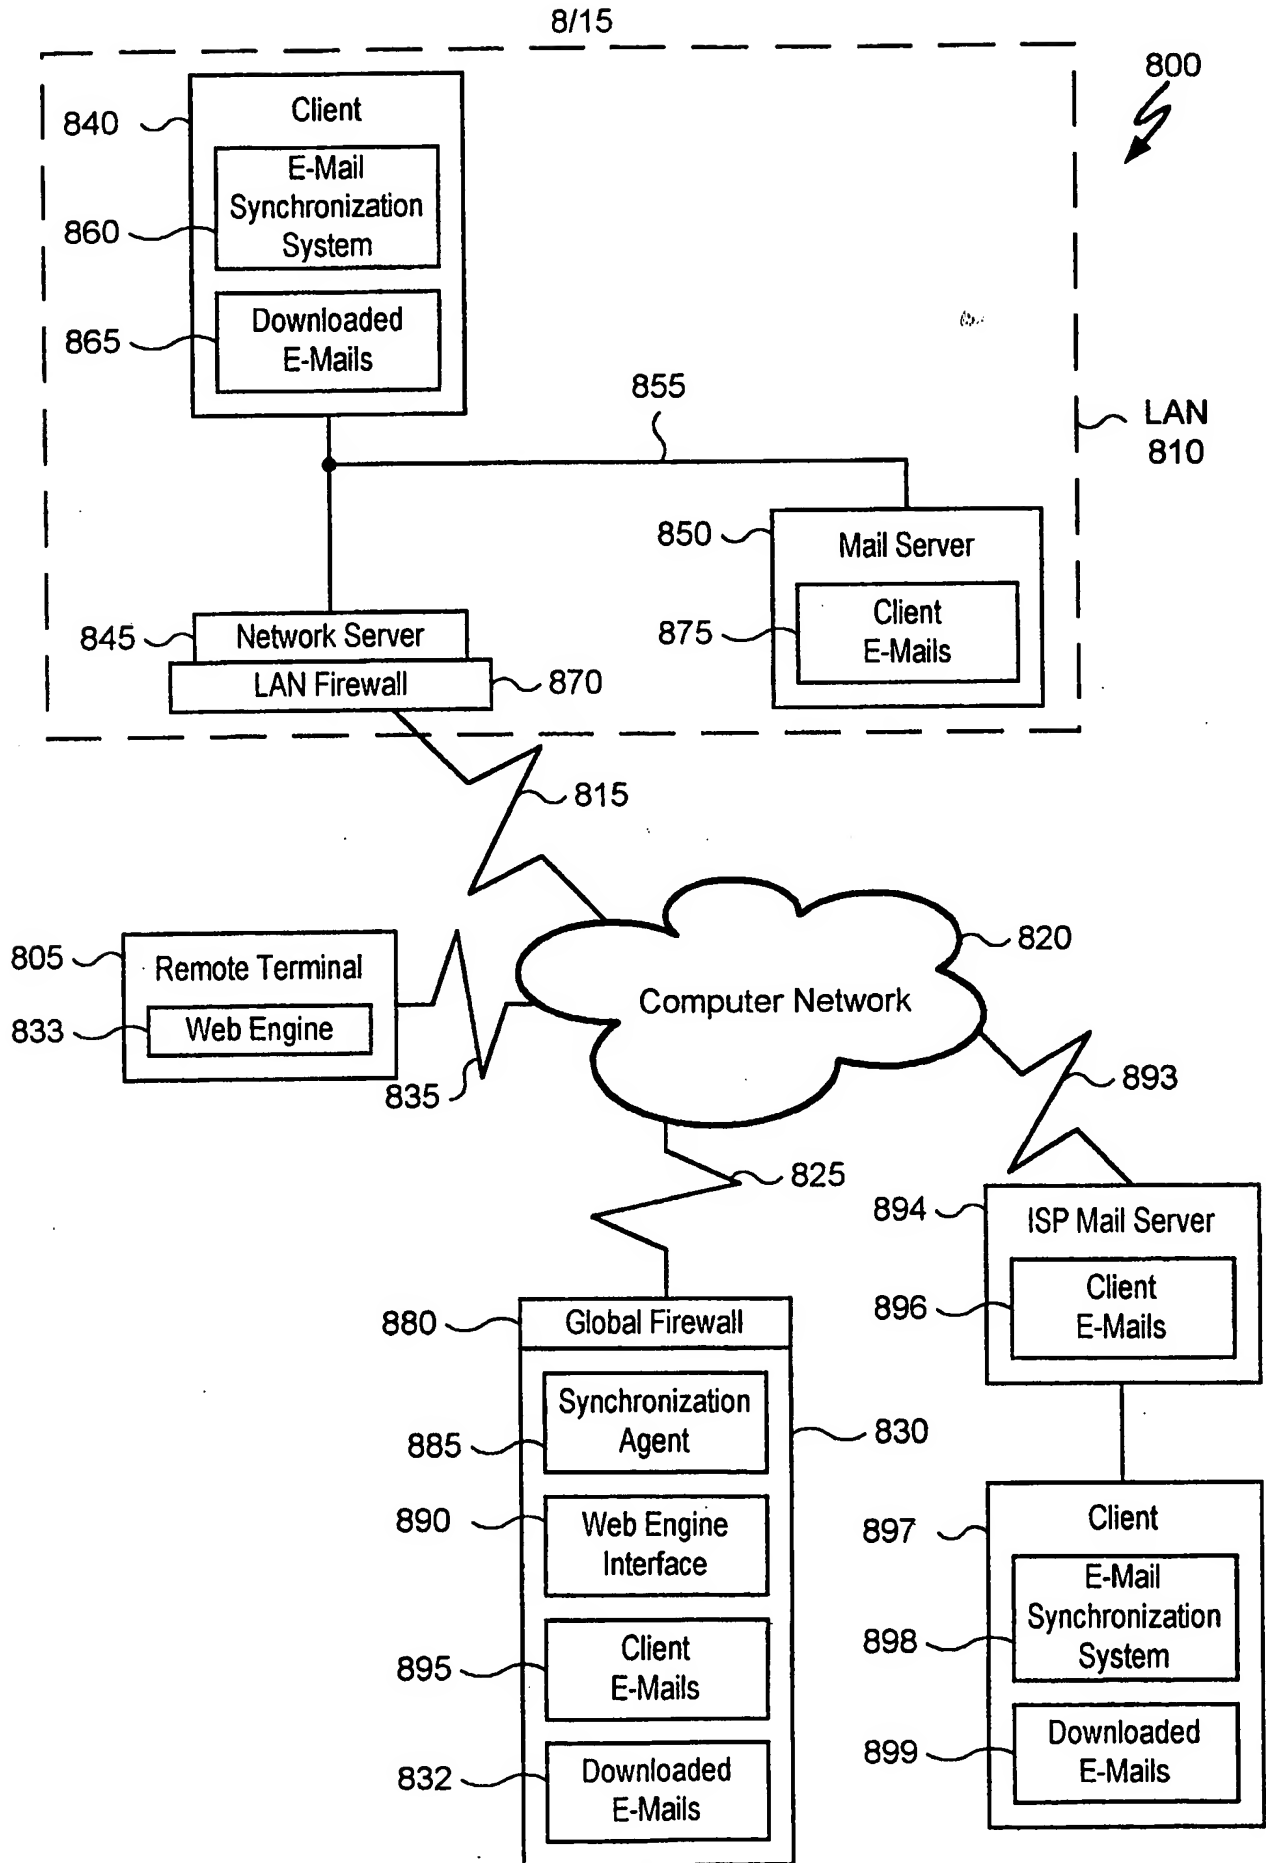 8/15
800
840
Client
860
E-Mail
Synchronization
System
865
Downloaded
E-Mails
855
LAN
810
850
Mail Server
875
Client
E-Mails
845
Network Server
LAN Firewall
870
815
820
Computer Network
805
Remote Terminal
833
Web Engine
835
893
825
894
ISP Mail Server
896
Client
E-Mails
880
Global Firewall
885
Synchronization
Agent
830
890
Web Engine
Interface
895
Client
E-Mails
832
Downloaded
E-Mails
897
Client
898
E-Mail
Synchronization
System
899
Downloaded
E-Mails